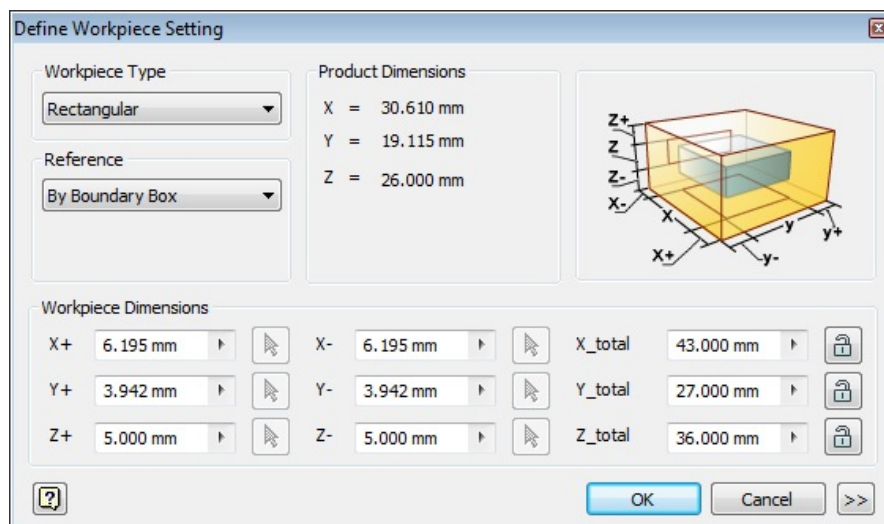 Define Workpiece Setting
Workpiece Type
Rectangular
Reference
By Boundary Box
Product Dimensions
X = 30.610 mm
Y = 19.115 mm
Z = 26.000 mm
Z+
Z
Z-
X-
X
X+
y
y+
y-
Workpiece Dimensions
X+ 6.195 mm X- 6.195 mm X_total 43.000 mm
Y+ 3.942 mm Y- 3.942 mm Y_total 27.000 mm
Z+ 5.000 mm Z- 5.000 mm Z_total 36.000 mm
?
OK Cancel >>